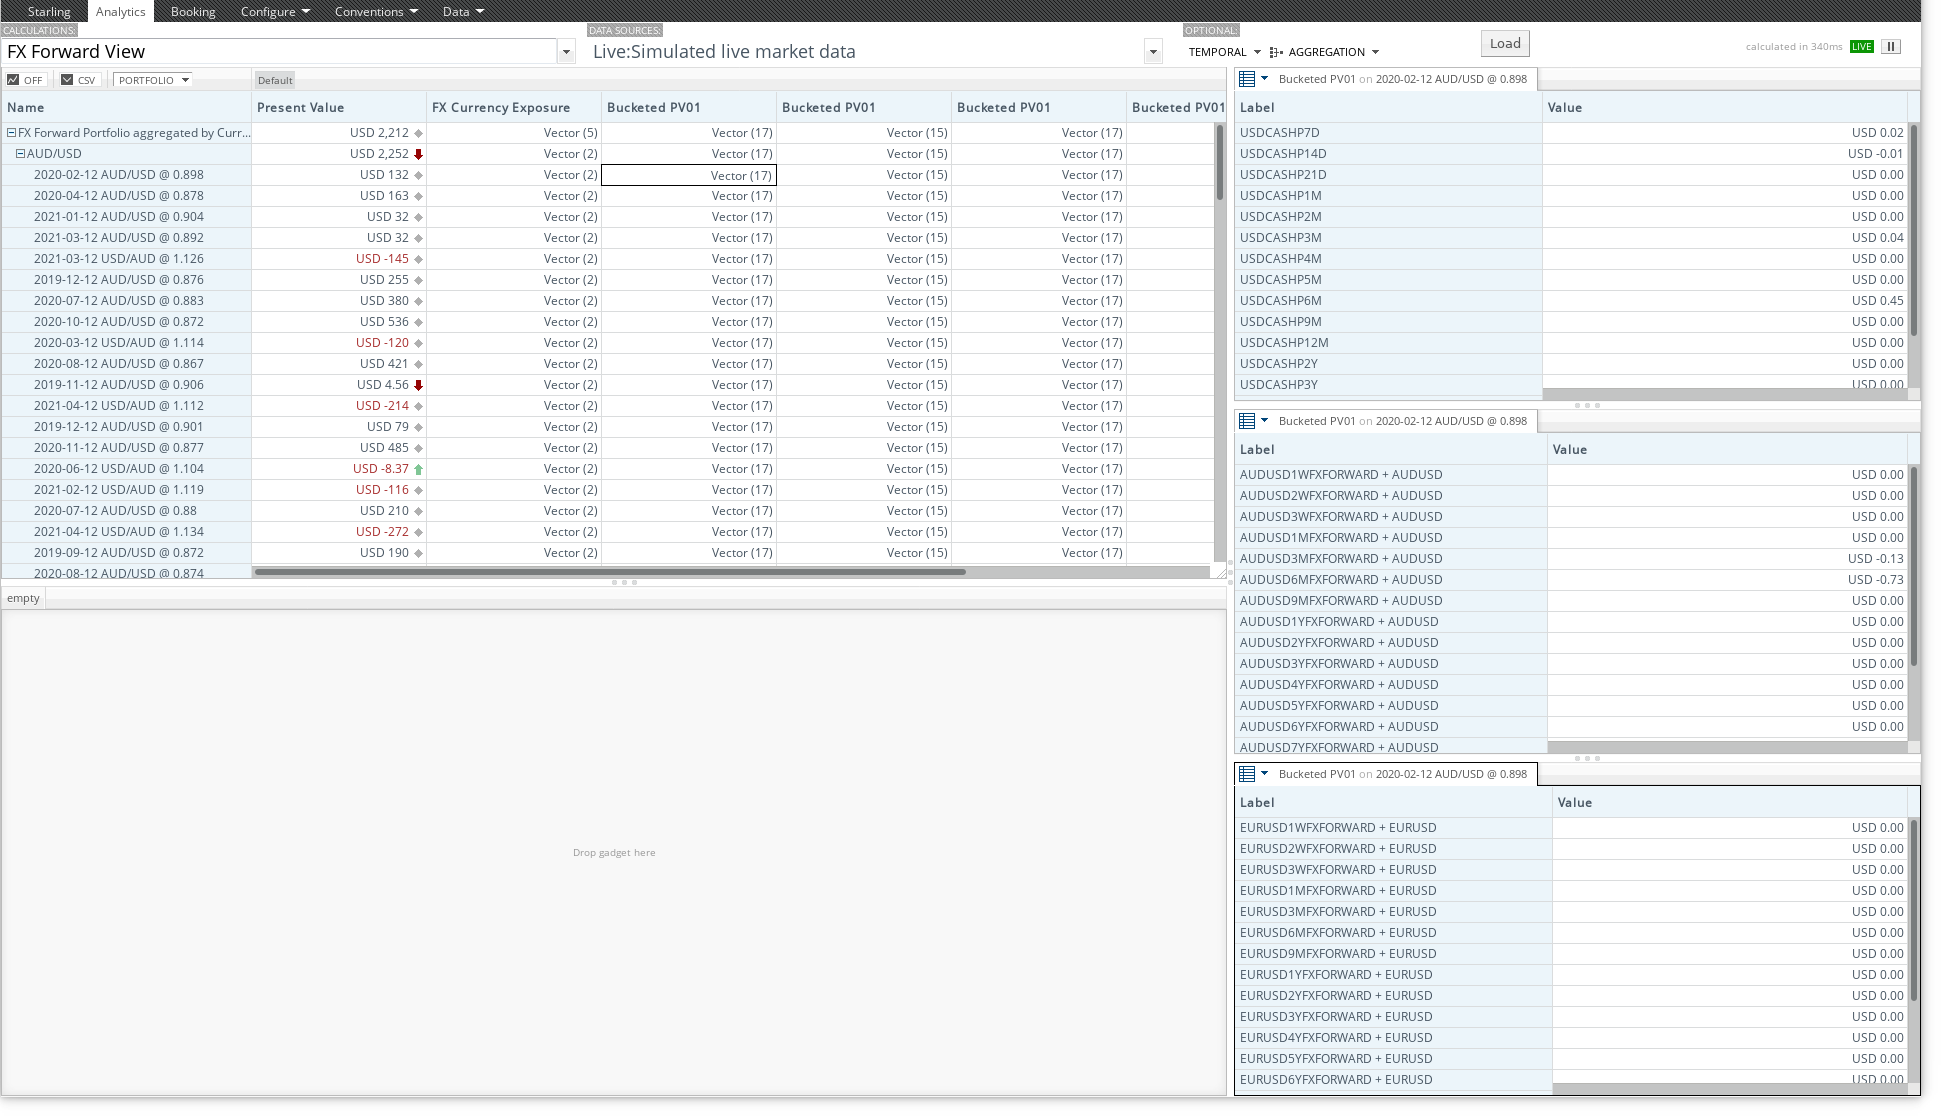 Starling Analytics Booking Configure Conventions Data
CALCULATIONS: DATA SOURCES: OPTIONAL:
FX Forward View Live:Simulated live market data TEMPORAL AGGREGATION Load calculated in 340ms LIVE
OFF CSV PORTFOLIO Default
Name Present Value FX Currency Exposure Bucketed PV01 Bucketed PV01 Bucketed PV01 Bucketed PV01
FX Forward Portfolio aggregated by Curr... USD 2,212 Vector (5) Vector (17) Vector (15) Vector (17)
AUD/USD USD 2,252 Vector (2) Vector (17) Vector (15) Vector (17)
2020-02-12 AUD/USD @ 0.898 USD 132 Vector (2) Vector (17) Vector (15) Vector (17)
2020-04-12 AUD/USD @ 0.878 USD 163 Vector (2) Vector (17) Vector (15) Vector (17)
2021-01-12 AUD/USD @ 0.904 USD 32 Vector (2) Vector (17) Vector (15) Vector (17)
2021-03-12 AUD/USD @ 0.892 USD 32 Vector (2) Vector (17) Vector (15) Vector (17)
2021-03-12 USD/AUD @ 1.126 USD -145 Vector (2) Vector (17) Vector (15) Vector (17)
2019-12-12 AUD/USD @ 0.876 USD 255 Vector (2) Vector (17) Vector (15) Vector (17)
2020-07-12 AUD/USD @ 0.883 USD 380 Vector (2) Vector (17) Vector (15) Vector (17)
2020-10-12 AUD/USD @ 0.872 USD 536 Vector (2) Vector (17) Vector (15) Vector (17)
2020-03-12 USD/AUD @ 1.114 USD -120 Vector (2) Vector (17) Vector (15) Vector (17)
2020-08-12 AUD/USD @ 0.867 USD 421 Vector (2) Vector (17) Vector (15) Vector (17)
2019-11-12 AUD/USD @ 0.906 USD 4.56 Vector (2) Vector (17) Vector (15) Vector (17)
2021-04-12 USD/AUD @ 1.112 USD -214 Vector (2) Vector (17) Vector (15) Vector (17)
2019-12-12 AUD/USD @ 0.901 USD 79 Vector (2) Vector (17) Vector (15) Vector (17)
2020-11-12 AUD/USD @ 0.877 USD 485 Vector (2) Vector (17) Vector (15) Vector (17)
2020-06-12 USD/AUD @ 1.104 USD -8.37 Vector (2) Vector (17) Vector (15) Vector (17)
2021-02-12 USD/AUD @ 1.119 USD -116 Vector (2) Vector (17) Vector (15) Vector (17)
2020-07-12 AUD/USD @ 0.88 USD 210 Vector (2) Vector (17) Vector (15) Vector (17)
2021-04-12 USD/AUD @ 1.134 USD -272 Vector (2) Vector (17) Vector (15) Vector (17)
2019-09-12 AUD/USD @ 0.872 USD 190 Vector (2) Vector (17) Vector (15) Vector (17)
2020-08-12 AUD/USD @ 0.874
empty
Drop gadget here
Bucketed PV01 on 2020-02-12 AUD/USD @ 0.898
Label Value
USDCASHP7D USD 0.02
USDCASHP14D USD -0.01
USDCASHP21D USD 0.00
USDCASHP1M USD 0.00
USDCASHP2M USD 0.00
USDCASHP3M USD 0.04
USDCASHP4M USD 0.00
USDCASHP5M USD 0.00
USDCASHP6M USD 0.45
USDCASHP9M USD 0.00
USDCASHP12M USD 0.00
USDCASHP2Y USD 0.00
USDCASHP3Y USD 0.00
Bucketed PV01 on 2020-02-12 AUD/USD @ 0.898
Label Value
AUDUSD1WFXFORWARD + AUDUSD USD 0.00
AUDUSD2WFXFORWARD + AUDUSD USD 0.00
AUDUSD3WFXFORWARD + AUDUSD USD 0.00
AUDUSD1MFXFORWARD + AUDUSD USD 0.00
AUDUSD3MFXFORWARD + AUDUSD USD -0.13
AUDUSD6MFXFORWARD + AUDUSD USD -0.73
AUDUSD9MFXFORWARD + AUDUSD USD 0.00
AUDUSD1YFXFORWARD + AUDUSD USD 0.00
AUDUSD2YFXFORWARD + AUDUSD USD 0.00
AUDUSD3YFXFORWARD + AUDUSD USD 0.00
AUDUSD4YFXFORWARD + AUDUSD USD 0.00
AUDUSD5YFXFORWARD + AUDUSD USD 0.00
AUDUSD6YFXFORWARD + AUDUSD USD 0.00
AUDUSD7YFXFORWARD + AUDUSD
Bucketed PV01 on 2020-02-12 AUD/USD @ 0.898
Label Value
EURUSD1WFXFORWARD + EURUSD USD 0.00
EURUSD2WFXFORWARD + EURUSD USD 0.00
EURUSD3WFXFORWARD + EURUSD USD 0.00
EURUSD1MFXFORWARD + EURUSD USD 0.00
EURUSD3MFXFORWARD + EURUSD USD 0.00
EURUSD6MFXFORWARD + EURUSD USD 0.00
EURUSD9MFXFORWARD + EURUSD USD 0.00
EURUSD1YFXFORWARD + EURUSD USD 0.00
EURUSD2YFXFORWARD + EURUSD USD 0.00
EURUSD3YFXFORWARD + EURUSD USD 0.00
EURUSD4YFXFORWARD + EURUSD USD 0.00
EURUSD5YFXFORWARD + EURUSD USD 0.00
EURUSD6YFXFORWARD + EURUSD USD 0.00